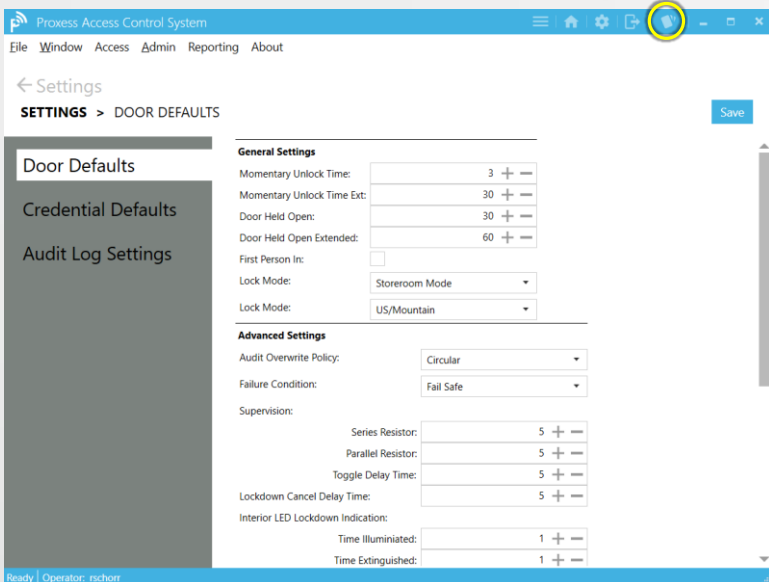 Proxess Access Control System
File Window Access Admin Reporting About
Settings
SETTINGS > DOOR DEFAULTS
Save
Door Defaults
Credential Defaults
Audit Log Settings
General Settings
Momentary Unlock Time: 3
Momentary Unlock Time Ext: 30
Door Held Open: 30
Door Held Open Extended: 60
First Person In:
Lock Mode: Storeroom Mode
Lock Mode: US/Mountain
Advanced Settings
Audit Overwrite Policy: Circular
Failure Condition: Fail Safe
Supervision:
Series Resistor: 5
Parallel Resistor: 5
Toggle Delay Time: 5
Lockdown Cancel Delay Time: 5
Interior LED Lockdown Indication:
Time Illuminiated: 1
Time Extinguished: 1
Ready Operator: rschorr